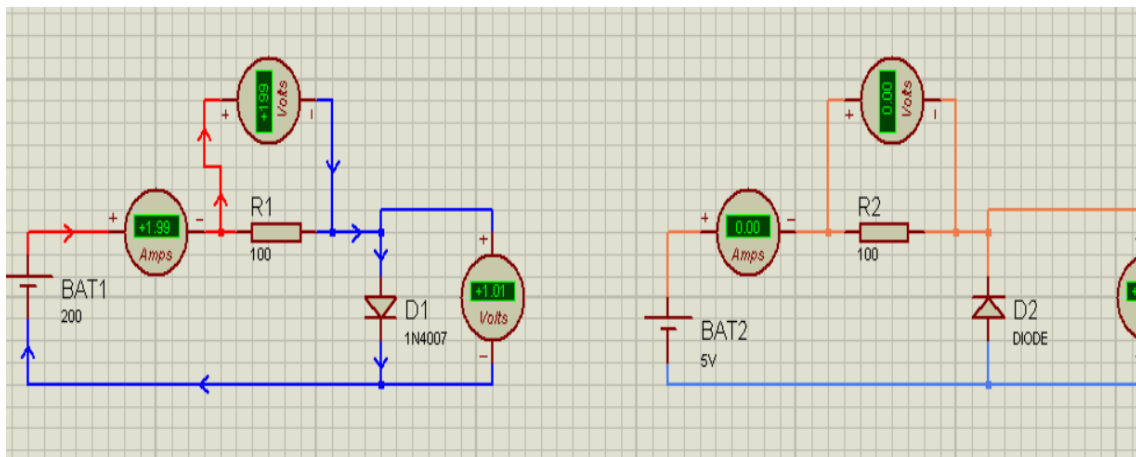 +199
Volts
+
-
+
+1.99
-
Amps
R1
100
BAT1
200
D1
1N4007
+
+1.01
Volts
-
0.00
Volts
+
-
+
0.00
-
Amps
R2
100
BAT2
5V
D2
DIODE